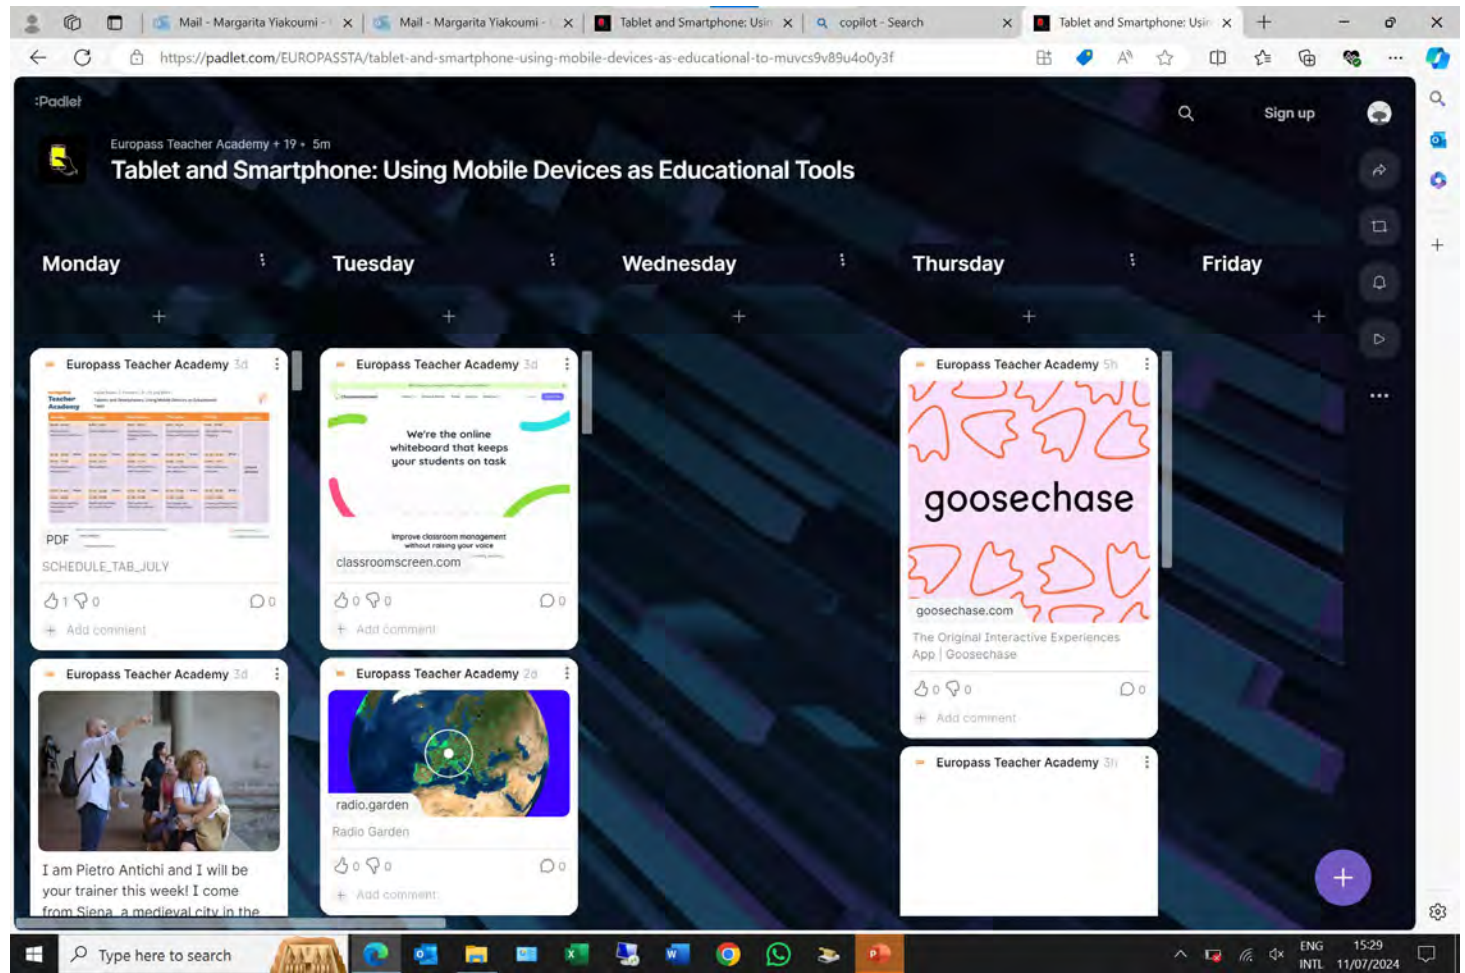 Mail - Margarita Yiakoumi -
Mail - Margarita Yiakoumi -
Tablet and Smartphone: Usin
copilot - Search
Tablet and Smartphone: Usin
https://padlet.com/EUROPASSTA/tablet-and-smartphone-using-mobile-devices-as-educational-to-muvcs9v89u4o0y3f
:Padlet
Sign up
Europass Teacher Academy + 19 • 5m
Tablet and Smartphone: Using Mobile Devices as Educational Tools
Monday
Tuesday
Wednesday
Thursday
Friday
Europass Teacher Academy 3d
Teacher
Academy
PDF
SCHEDULE_TAB_JULY
1 0 0
Add comment
Europass Teacher Academy 3d
I am Pietro Antichi and I will be
your trainer this week! I come
from Siena, a medieval city in the
Europass Teacher Academy 3d
We're the online
whiteboard that keeps
your students on task
Improve classroom management
without raising your voice
classroomscreen.com
0 0 0
Add comment
Europass Teacher Academy 2d
radio.garden
Radio Garden
0 0 0
Add comment
Europass Teacher Academy 5h
goosechase
goosechase.com
The Original Interactive Experiences
App | Goosechase
0 0 0
Add comment
Europass Teacher Academy 3h
Type here to search
ENG
INTL
15:29
11/07/2024